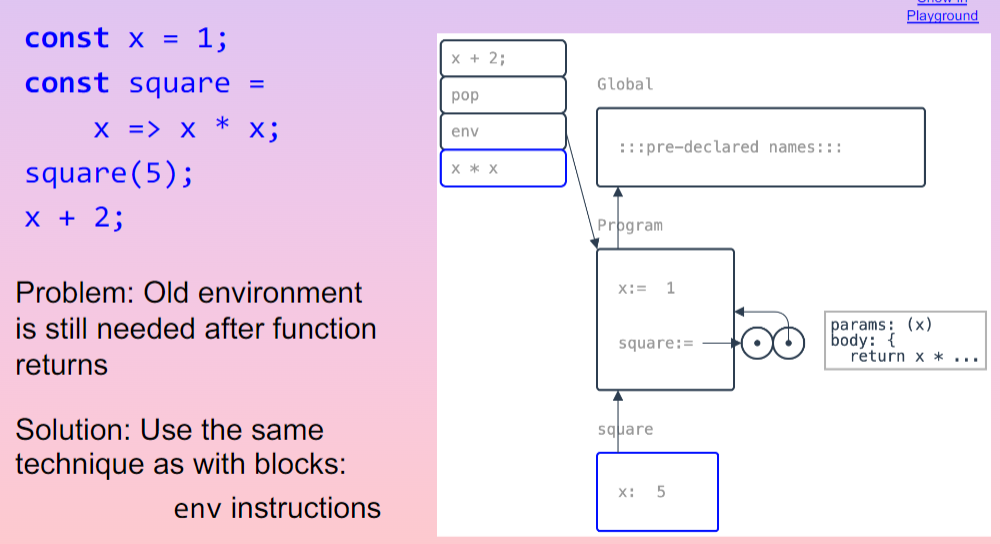 Show in
Playground
const x = 1;
const square =
x => x * x;
square(5);
x + 2;
Problem: Old environment
is still needed after function
returns
Solution: Use the same
technique as with blocks:
env instructions
x + 2;
pop
env
x * x
Global
:::pre-declared names:::
Program
x:= 1
square:=
params: (x)
body: {
return x * ...
square
x: 5